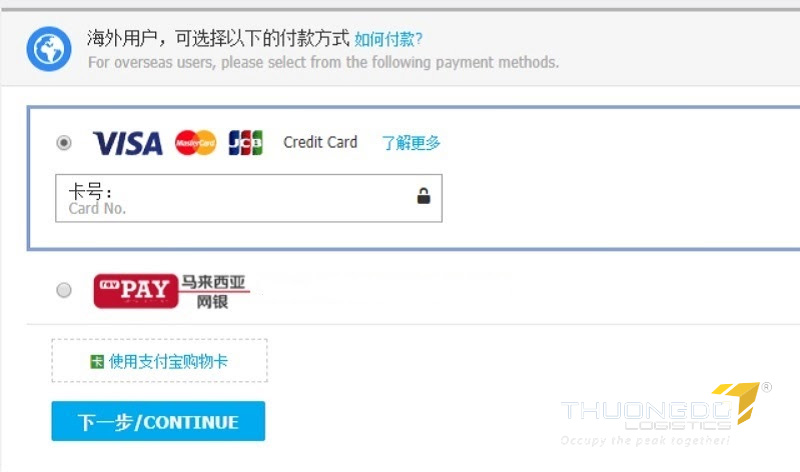 海外用户，可选择以下的付款方式 如何付款?
For overseas users, please select from the following payment methods.
VISA MasterCard JCB Credit Card 了解更多
卡号：
Card No.
PAY 马来西亚
网银
卡 使用支付宝购物卡
下一步/CONTINUE
THUONGDO ®
LOGISTICS
Occupy the peak together!